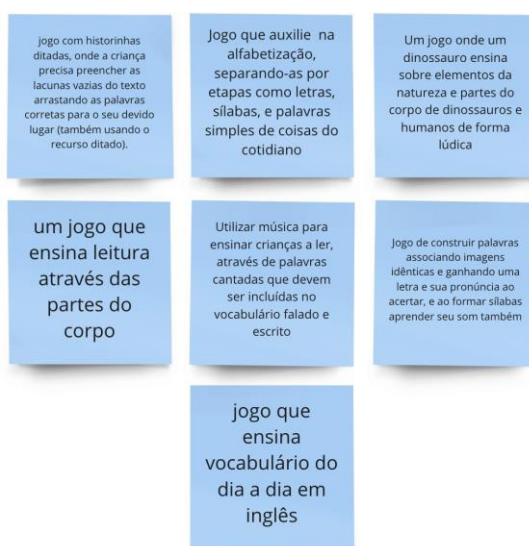 jogo com historinhas
ditadas, onde a criança
precisa preencher as
lacunas vazias do texto
arrastando as palavras
corretas para o seu devido
lugar (também usando o
recurso ditado).
Jogo que auxilie na
alfabetização,
separando-as por
etapas como letras,
sílabas, e palavras
simples de coisas do
cotidiano
Um jogo onde um
dinossauro ensina
sobre elementos da
natureza e partes do
corpo de dinossauros e
humanos de forma
lúdica
um jogo que
ensina leitura
através das
partes do
corpo
Utilizar música para
ensinar crianças a ler,
através de palavras
cantadas que devem
ser incluídas no
vocabulário falado e
escrito
Jogo de construir palavras
associando imagens
idênticas e ganhando uma
letra e sua pronúncia ao
acertar, e ao formar sílabas
aprender seu som também
jogo que
ensina
vocabulário do
dia a dia em
inglês